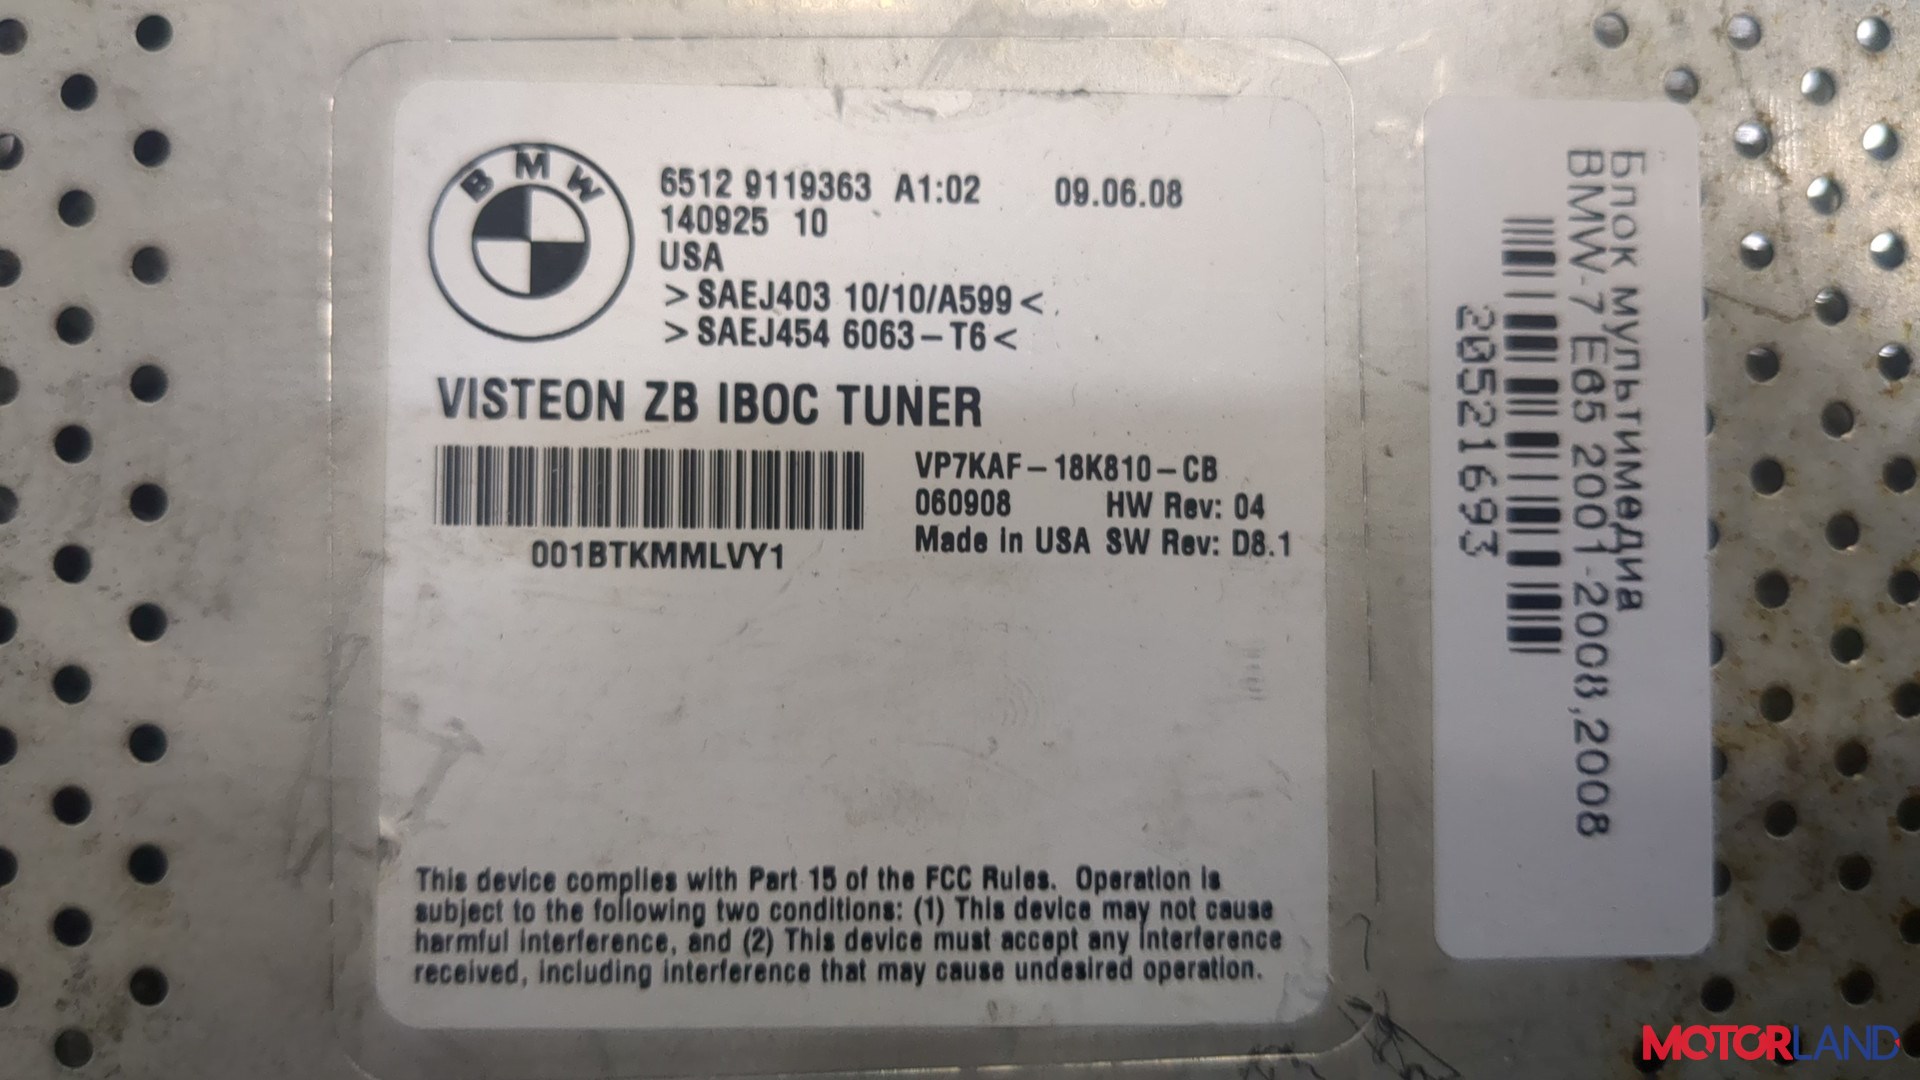 BMW
6512 9119363 A1:02 09.06.08
140925 10
USA
>SAEJ403 10/10/A599<
>SAEJ454 6063-T6<
VISTEON ZB IBOC TUNER
VP7KAF-18K810-CB
060908 HW Rev: 04
Made in USA SW Rev: D8.1
001BTKMMLVY1
This device complies with Part 15 of the FCC Rules. Operation is
subject to the following two conditions: (1) This device may not cause
harmful interference, and (2) This device must accept any interference
received, including interference that may cause undesired operation.
Блок мультимедиа
BMW-7 E65 2001-2008,2008
20521693
MOTORLAND